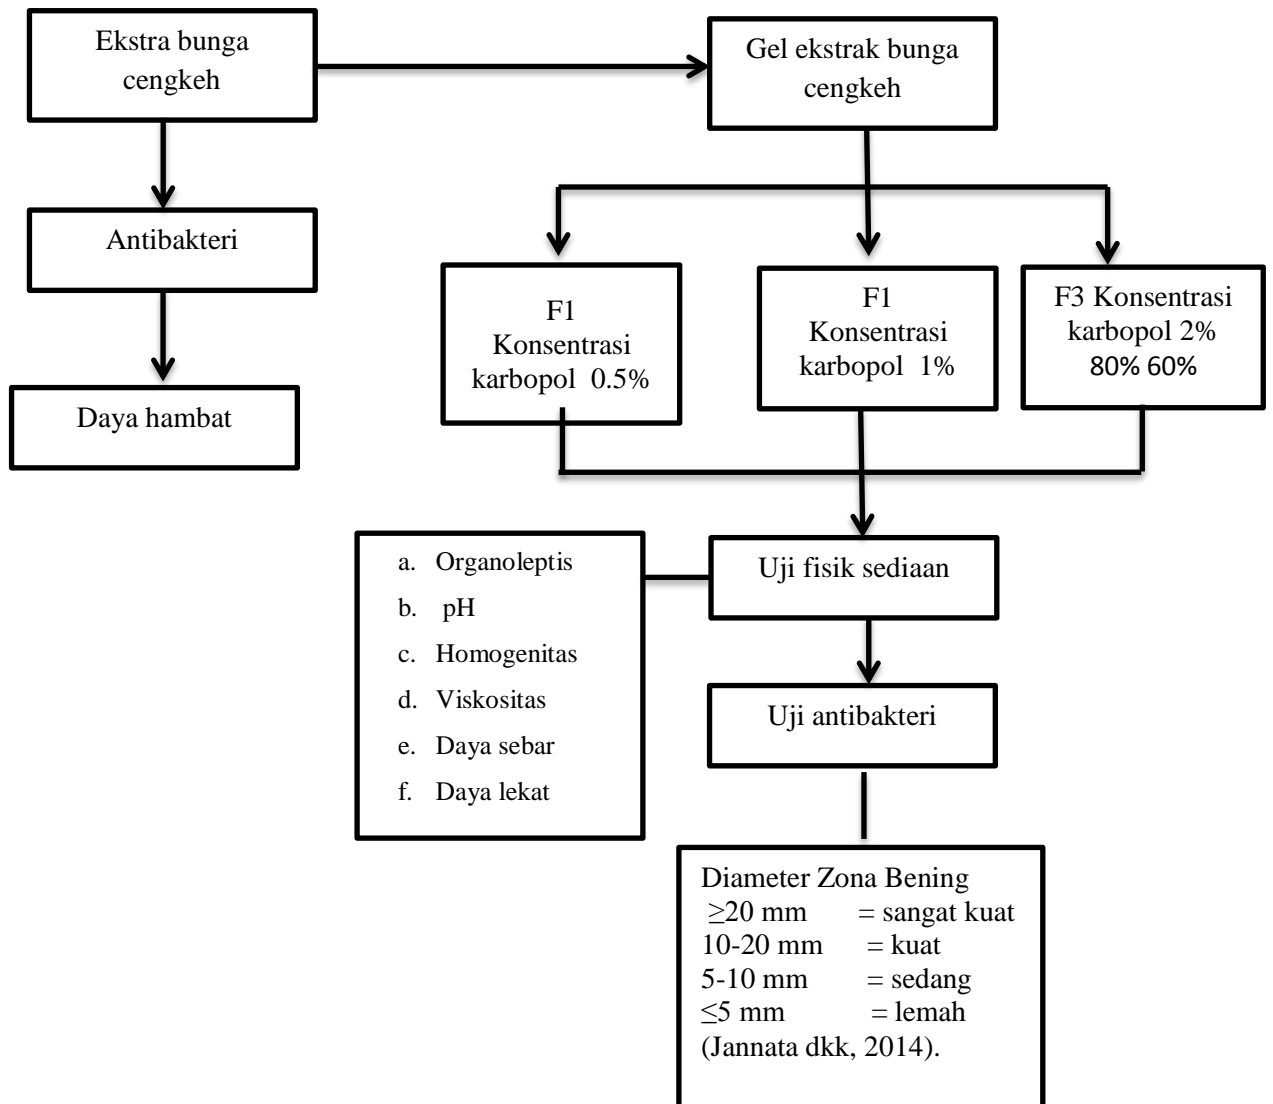 Ekstra bunga
cengkeh
Gel ekstrak bunga
cengkeh
Antibakteri
Daya hambat
F1
Konsentrasi
karbopol 0.5%
F1
Konsentrasi
karbopol 1%
F3 Konsentrasi
karbopol 2%
80% 60%
a. Organoleptis
b. pH
c. Homogenitas
d. Viskositas
e. Daya sebar
f. Daya lekat
Uji fisik sediaan
Uji antibakteri
Diameter Zona Bening
≥20 mm = sangat kuat
10-20 mm = kuat
5-10 mm = sedang
≤5 mm = lemah
(Jannata dkk, 2014).